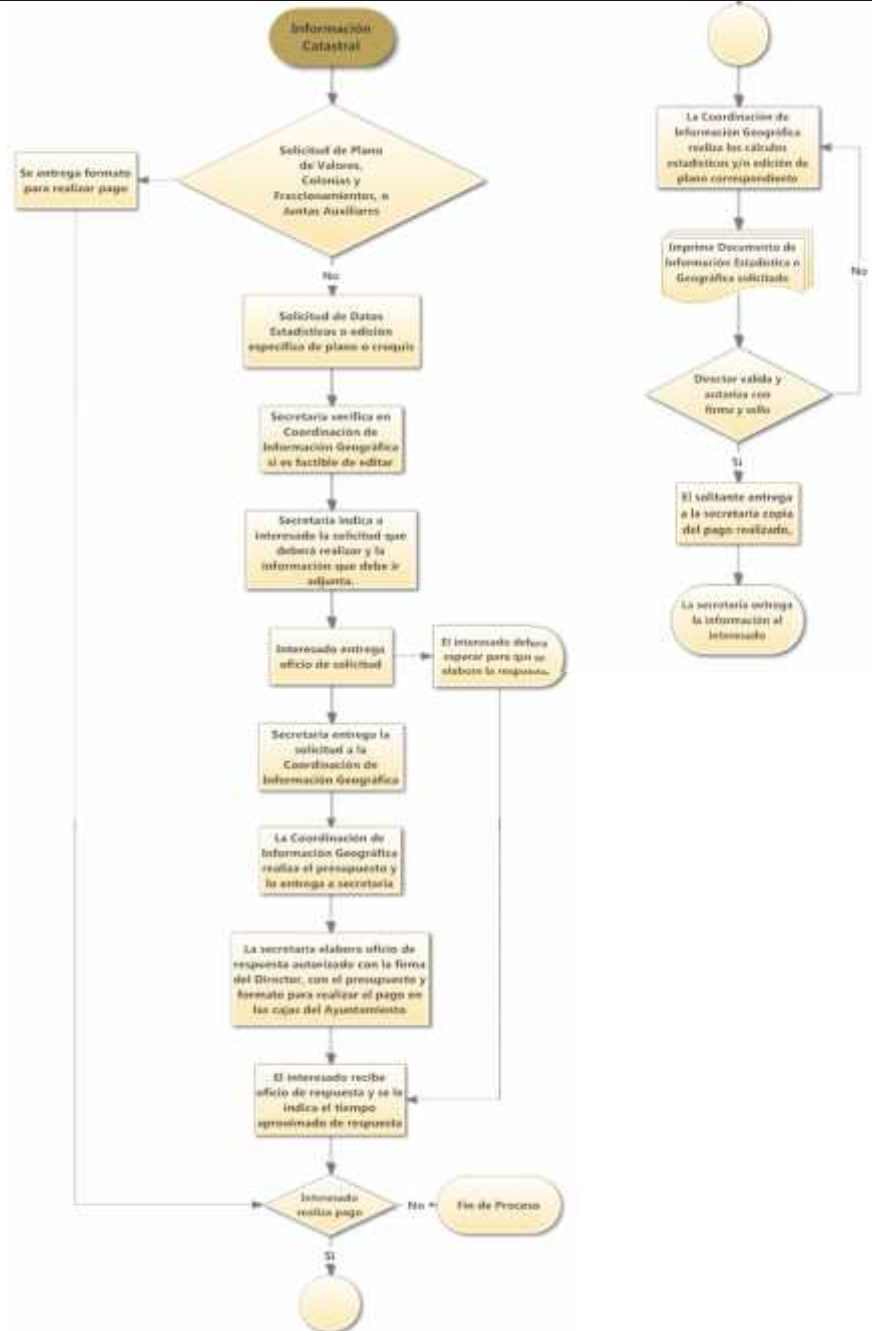 Información
Catastral
Solicitud de Plano
de Valores,
Colonias y
Fraccionamientos, o
Juntas Auxiliares
Se entrega formato
para realizar pago
No
Solicitud de Datos
Estadísticos o edición
específica de plano o croquis
Secretaria verifica en
Coordinación de
Información Geográfica
si es factible de editar
Secretaria indica a
interesado la solicitud que
deberá realizar y la
información que debe ir
adjunta.
Interesado entrega
oficio de solicitud
El interesado deberá
esperar para que se
elabore la respuesta.
Secretaria entrega la
solicitud a la
Coordinación de
Información Geográfica
La Coordinación de
Información Geográfica
realiza el presupuesto y
lo entrega a secretaria
La secretaria elabora oficio de
respuesta autorizado con la firma
del Director, con el presupuesto y
formato para realizar el pago en
las cajas del Ayuntamiento
El interesado recibe
oficio de respuesta y se le
indica el tiempo
aproximado de respuesta
Interesado
realiza pago
No
Fin de Proceso
Si
La Coordinación de
Información Geográfica
realiza los cálculos
estadísticos y/o edición de
plano correspondiente
Imprime Documento de
Información Estadística o
Geográfica solicitado
No
Director valida y
autoriza con
firma y sello
Si
El solitante entrega
a la secretaria copia
del pago realizado,
La secretaria entrega
la información al
interesado